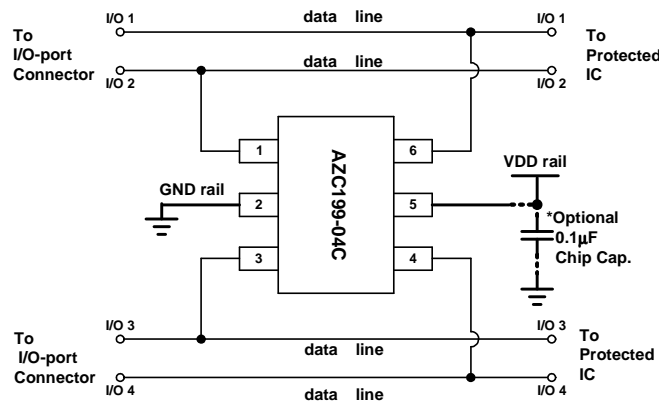 I/O 1 data line I/O 1
To
I/O-port
Connector
To
Protected
IC
data line
I/O 2 I/O 2
1 6
AZC199-04C
VDD rail
GND rail
2 5
*Optional
0.1µF
Chip Cap.
3 4
I/O 3 I/O 3
To
I/O-port
Connector
data line
To
Protected
IC
I/O 4 I/O 4
data line